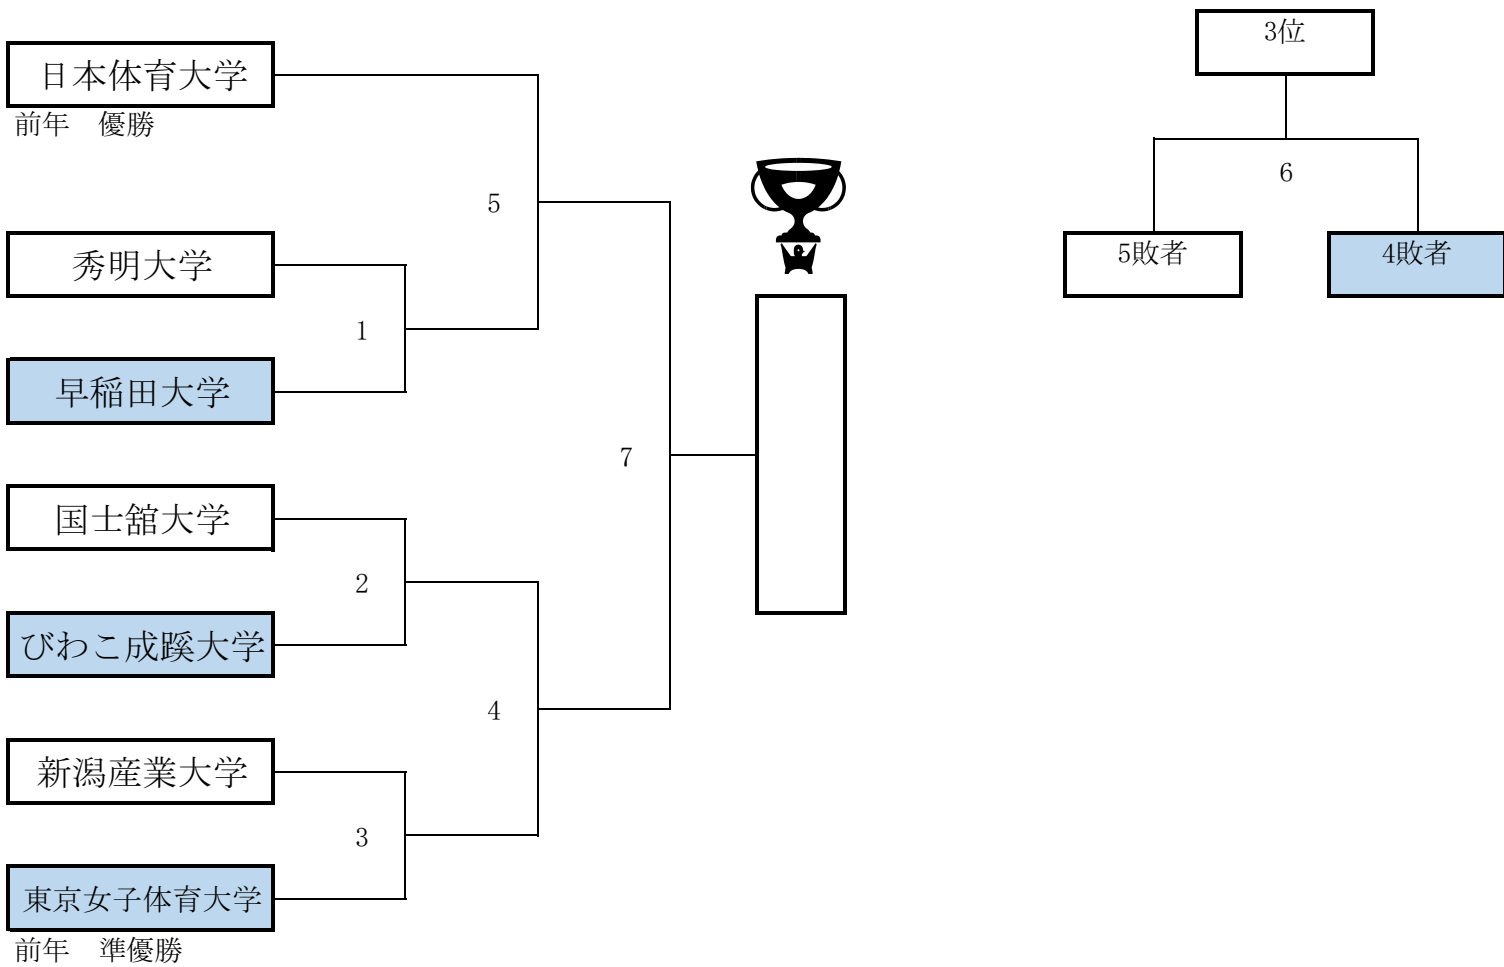 日本体育大学
前年　優勝
秀明大学
早稲田大学
国士舘大学
びわこ成蹊大学
新潟産業大学
東京女子体育大学
前年　準優勝
1
2
3
5
4
7
3位
6
5敗者
4敗者